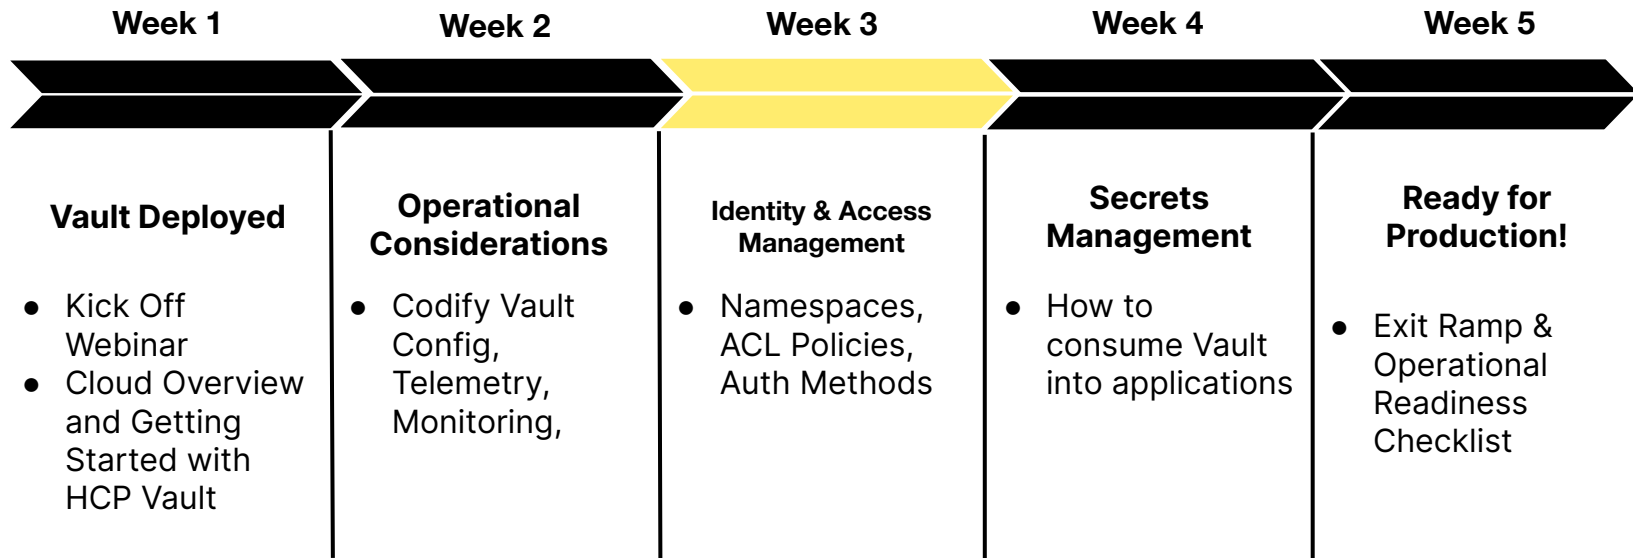 Week 1
Week 2
Week 3
Week 4
Week 5
Vault Deployed
● Kick Off
Webinar
● Cloud Overview
and Getting
Started with
HCP Vault
Operational
Considerations
● Codify Vault
Config,
Telemetry,
Monitoring,
Identity & Access
Management
● Namespaces,
ACL Policies,
Auth Methods
Secrets
Management
● How to
consume Vault
into applications
Ready for
Production!
● Exit Ramp &
Operational
Readiness
Checklist